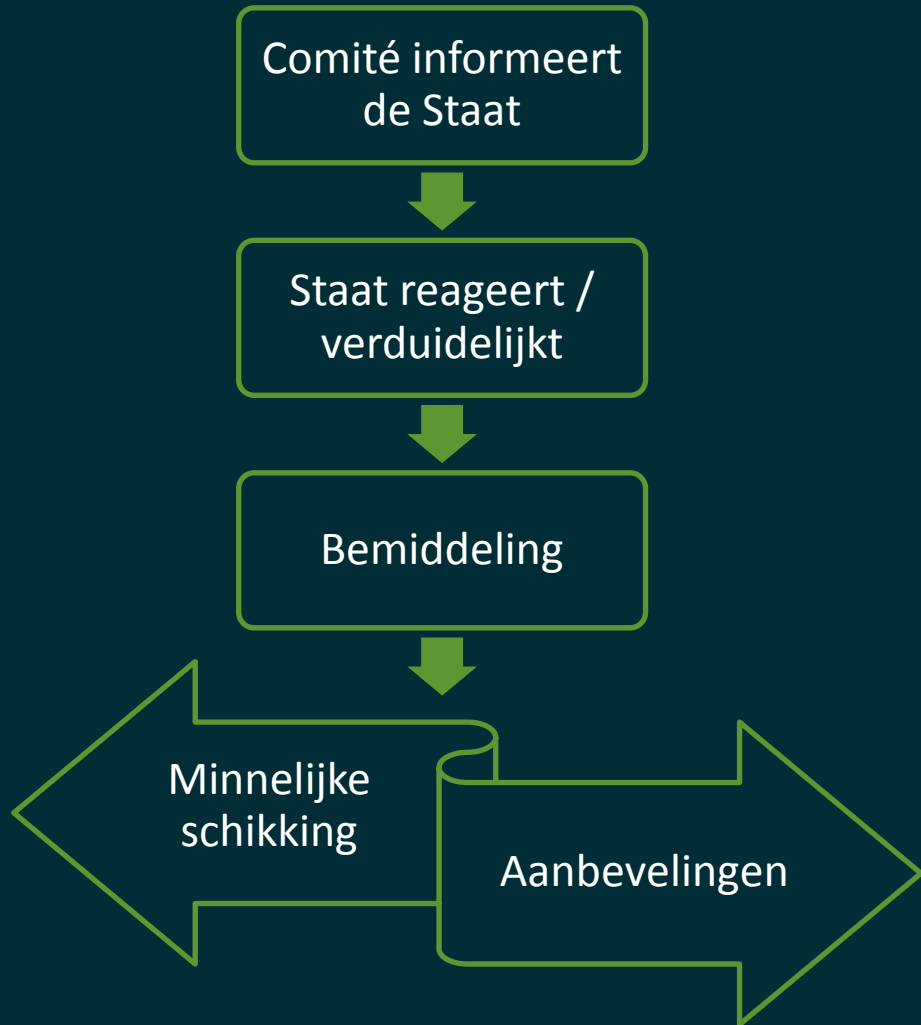 Comité informeert
de Staat
Staat reageert /
verduidelijkt
Bemiddeling
Minnelijke
schikking
Aanbevelingen